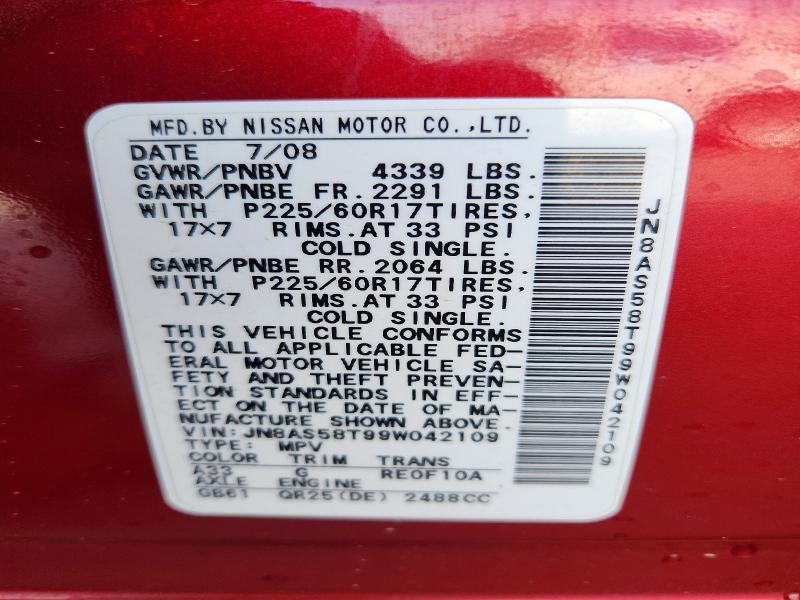 MFD.BY NISSAN MOTOR CO.,LTD.
DATE 7/08
GVWR/PNBV 4339 LBS.
GAWR/PNBE FR.2291 LBS.
WITH P225/60R17TIRES,
17×7 RIMS.AT 33 PSI
COLD SINGLE.
GAWR/PNBE RR.2064 LBS.
WITH P225/60R17TIRES,
17×7 RIMS.AT 33 PSI
COLD SINGLE.
THIS VEHICLE CONFORMS
TO ALL APPLICABLE FED-
ERAL MOTOR VEHICLE SA-
FETY AND THEFT PREVEN-
TION STANDARDS IN EFF-
ECT ON THE DATE OF MA-
NUFACTURE SHOWN ABOVE.
VIN:JN8AS58T99W042109
TYPE: MPV
COLOR TRIM TRANS
A33 G RE0F10A
AXLE ENGINE
GB61 QR25(DE) 2488CC
JN8AS58T99W042109